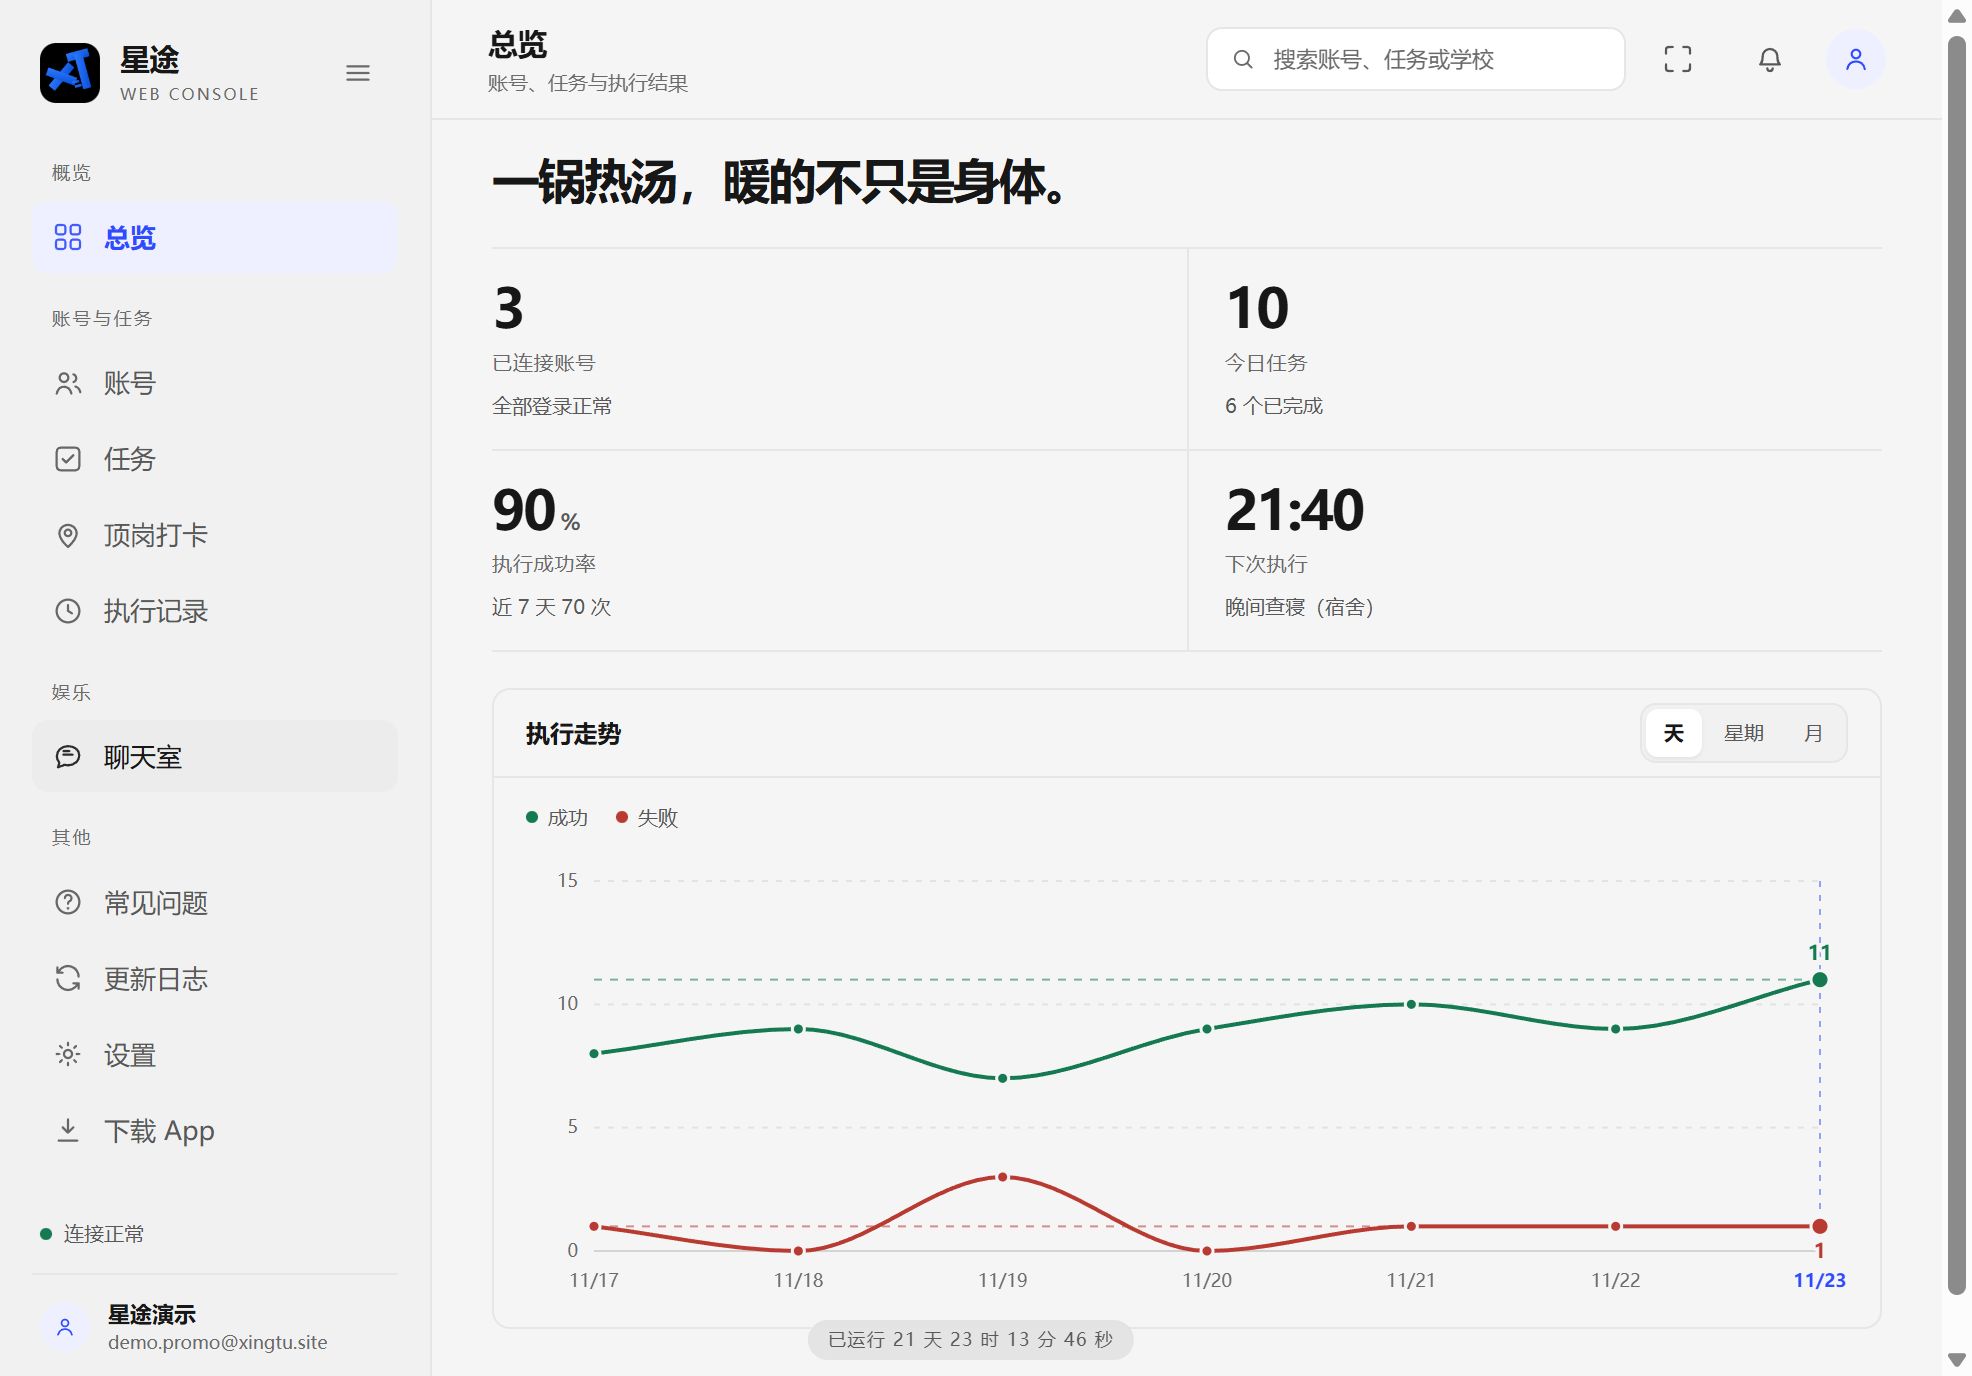 星途
WEB CONSOLE
概览
总览
账号与任务
账号
任务
顶岗打卡
执行记录
娱乐
聊天室
其他
常见问题
更新日志
设置
下载 App
连接正常
星途演示
demo.promo@xingtu.site
总览
账号、任务与执行结果
搜索账号、任务或学校
一锅热汤，暖的不只是身体。
3
已连接账号
全部登录正常
10
今日任务
6 个已完成
90%
执行成功率
近 7 天 70 次
21:40
下次执行
晚间查寝（宿舍）
执行走势
天 星期 月
成功 失败
15
11
10
5
0
1
11/17 11/18 11/19 11/20 11/21 11/22 11/23
已运行 21 天 23 时 13 分 46 秒